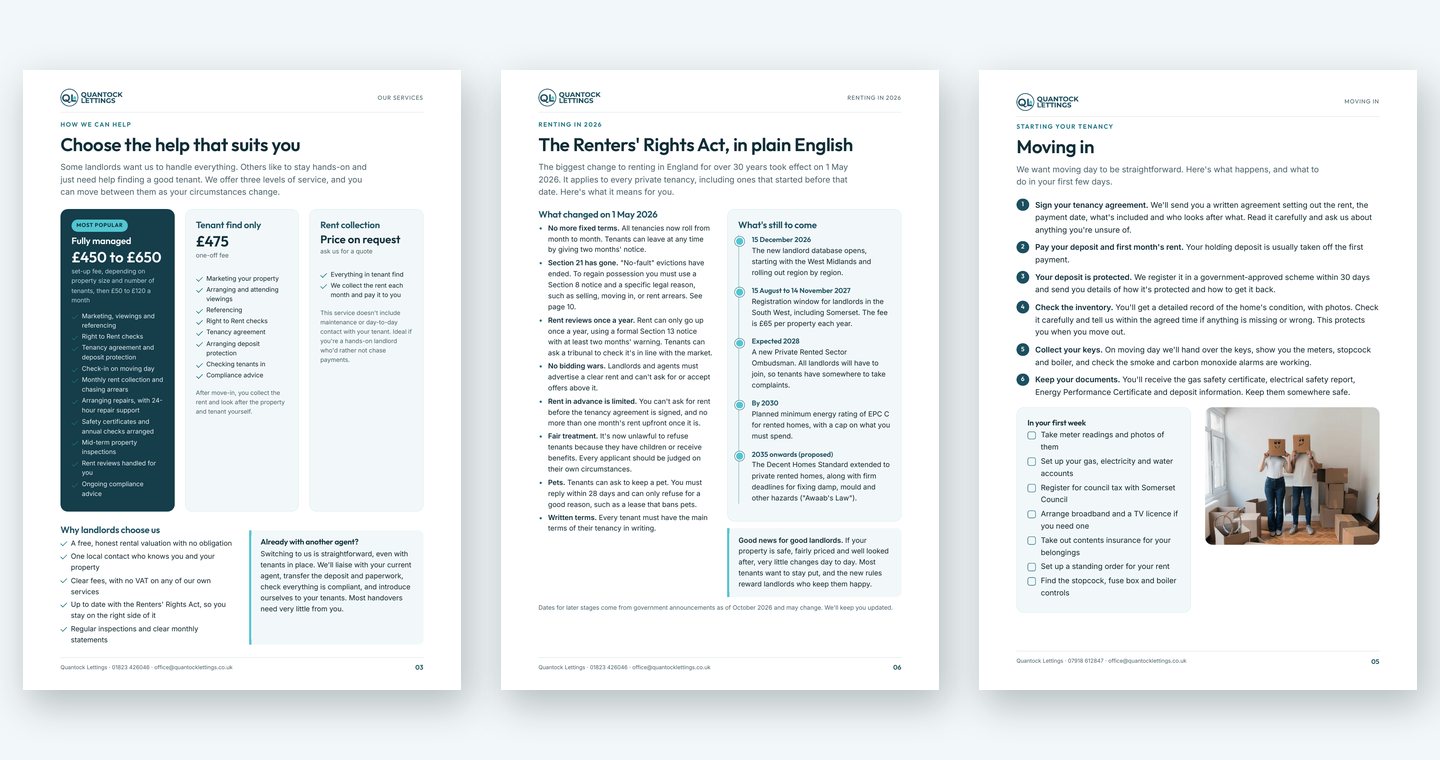 QUANTOCK
LETTINGS
OUR SERVICES
HOW WE CAN HELP
Choose the help that suits you
Some landlords want us to handle everything. Others like to stay hands-on and
just need help finding a good tenant. We offer three levels of service, and you
can move between them as your circumstances change.
MOST POPULAR
Fully managed
£450 to £650
set-up fee, depending on
property size and number of
tenants, then £50 to £120 a
month
Marketing, viewings and
referencing
Right to Rent checks
Tenancy agreement and
deposit protection
Check-in on moving day
Monthly rent collection and
chasing arrears
Arranging repairs, with 24-
hour repair support
Safety certificates and
annual checks arranged
Mid-term property
inspections
Rent reviews handled for
you
Ongoing compliance
advice
Tenant find only
£475
one-off fee
Marketing your property
Arranging and attending
viewings
Referencing
Right to Rent checks
Tenancy agreement
Arranging deposit
protection
Checking tenants in
Compliance advice
After move-in, you collect the
rent and look after the property
and tenant yourself.
Rent collection
Price on request
ask us for a quote
Everything in tenant find
We collect the rent each
month and pay it to you
This service doesn't include
maintenance or day-to-day
contact with your tenant. Ideal if
you're a hands-on landlord
who'd rather not chase
payments.
Why landlords choose us
A free, honest rental valuation with no obligation
One local contact who knows you and your
property
Clear fees, with no VAT on any of our own
services
Up to date with the Renters' Rights Act, so you
stay on the right side of it
Regular inspections and clear monthly
statements
Already with another agent?
Switching to us is straightforward, even with
tenants in place. We'll liaise with your current
agent, transfer the deposit and paperwork,
check everything is compliant, and introduce
ourselves to your tenants. Most handovers
need very little from you.
Quantock Lettings · 01823 426046 · office@quantocklettings.co.uk
03
QUANTOCK
LETTINGS
RENTING IN 2026
RENTING IN 2026
The Renters' Rights Act, in plain English
The biggest change to renting in England for over 30 years took effect on 1 May
2026. It applies to every private tenancy, including ones that started before that
date. Here's what it means for you.
What changed on 1 May 2026
• No more fixed terms. All tenancies now roll from
month to month. Tenants can leave at any time
by giving two months' notice.
• Section 21 has gone. "No-fault" evictions have
ended. To regain possession you must use a
Section 8 notice and a specific legal reason,
such as selling, moving in, or rent arrears. See
page 10.
• Rent reviews once a year. Rent can only go up
once a year, using a formal Section 13 notice
with at least two months' warning. Tenants can
ask a tribunal to check it's in line with the market.
• No bidding wars. Landlords and agents must
advertise a clear rent and can't ask for or accept
offers above it.
• Rent in advance is limited. You can't ask for rent
before the tenancy agreement is signed, and no
more than one month's rent upfront once it is.
• Fair treatment. It's now unlawful to refuse
tenants because they have children or receive
benefits. Every applicant should be judged on
their own circumstances.
• Pets. Tenants can ask to keep a pet. You must
reply within 28 days and can only refuse for a
good reason, such as a lease that bans pets.
• Written terms. Every tenant must have the main
terms of their tenancy in writing.
What's still to come
15 December 2026
The new landlord database opens,
starting with the West Midlands and
rolling out region by region.
15 August to 14 November 2027
Registration window for landlords in the
South West, including Somerset. The fee
is £65 per property each year.
Expected 2028
A new Private Rented Sector
Ombudsman. All landlords will have to
join, so tenants have somewhere to take
complaints.
By 2030
Planned minimum energy rating of EPC C
for rented homes, with a cap on what you
must spend.
2035 onwards (proposed)
The Decent Homes Standard extended to
private rented homes, along with firm
deadlines for fixing damp, mould and
other hazards ("Awaab's Law").
Good news for good landlords. If your
property is safe, fairly priced and well looked
after, very little changes day to day. Most
tenants want to stay put, and the new rules
reward landlords who keep them happy.
Dates for later stages come from government announcements as of October 2026 and may change. We'll keep you updated.
Quantock Lettings · 01823 426046 · office@quantocklettings.co.uk
06
QUANTOCK
LETTINGS
MOVING IN
STARTING YOUR TENANCY
Moving in
We want moving day to be straightforward. Here's what happens, and what to
do in your first few days.
1 Sign your tenancy agreement. We'll send you a written agreement setting out the rent, the
payment date, what's included and who looks after what. Read it carefully and ask us about
anything you're unsure of.
2 Pay your deposit and first month's rent. Your holding deposit is usually taken off the first
payment.
3 Your deposit is protected. We register it in a government-approved scheme within 30 days
and send you details of how it's protected and how to get it back.
4 Check the inventory. You'll get a detailed record of the home's condition, with photos. Check
it carefully and tell us within the agreed time if anything is missing or wrong. This protects
you when you move out.
5 Collect your keys. On moving day we'll hand over the keys, show you the meters, stopcock
and boiler, and check the smoke and carbon monoxide alarms are working.
6 Keep your documents. You'll receive the gas safety certificate, electrical safety report,
Energy Performance Certificate and deposit information. Keep them somewhere safe.
In your first week
Take meter readings and photos of
them
Set up your gas, electricity and water
accounts
Register for council tax with Somerset
Council
Arrange broadband and a TV licence if
you need one
Take out contents insurance for your
belongings
Set up a standing order for your rent
Find the stopcock, fuse box and boiler
controls
Quantock Lettings · 07918 612847 · office@quantocklettings.co.uk
05